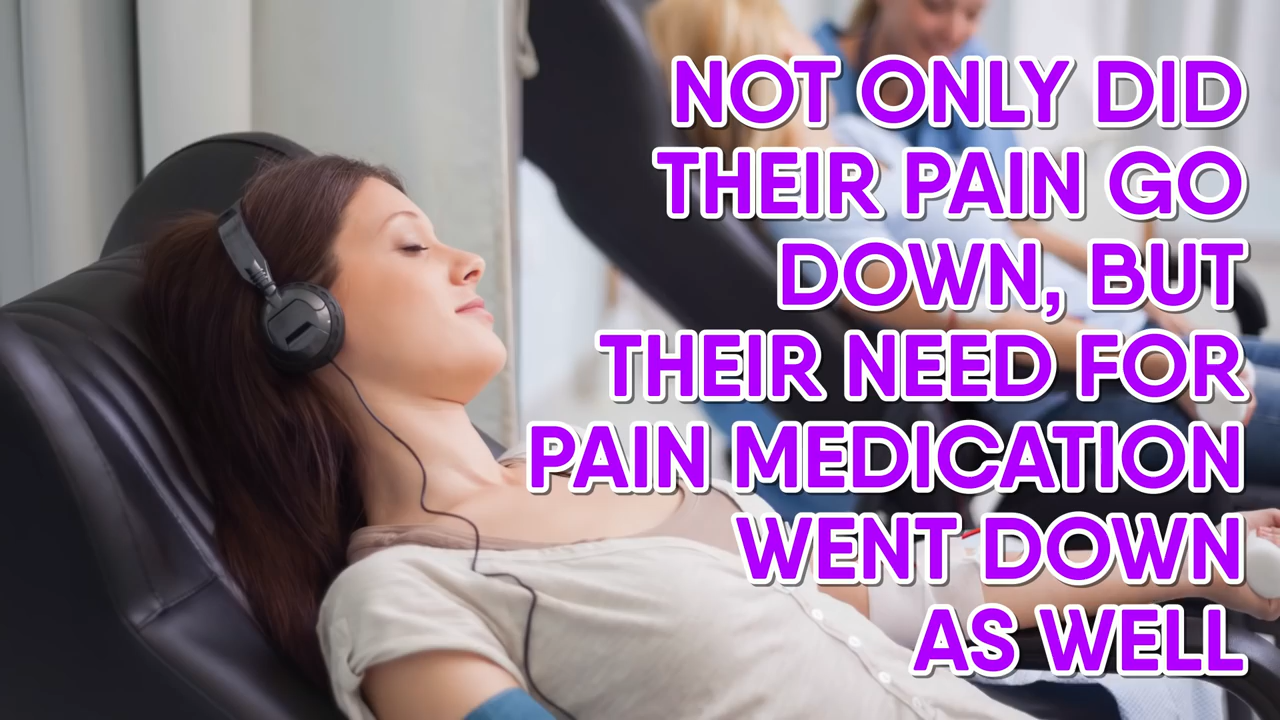 NOT ONLY DID
THEIR PAIN GO
DOWN, BUT
THEIR NEED FOR
PAIN MEDICATION
WENT DOWN
AS WELL